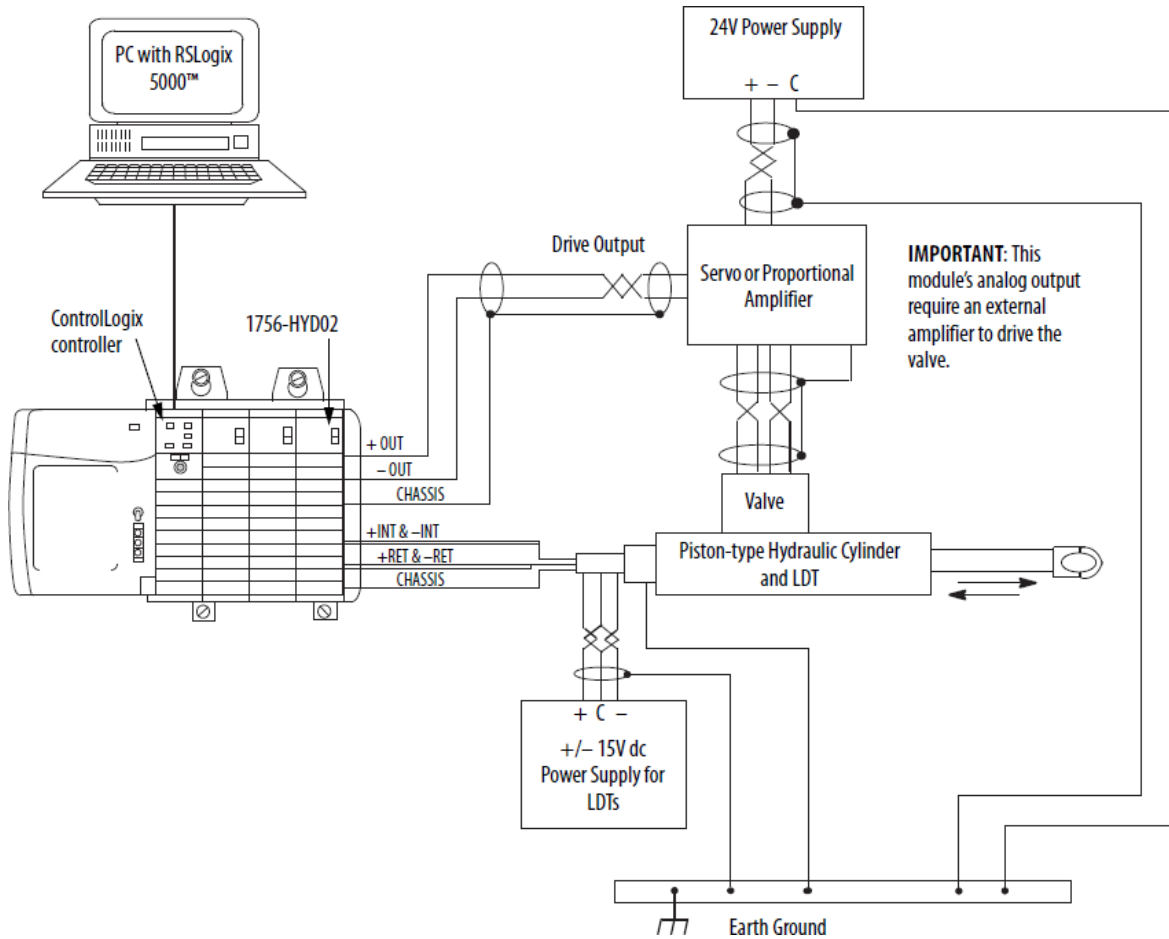 PC with RSLogix
5000™
24V Power Supply
+ – C
Drive Output
Servo or Proportional
Amplifier
IMPORTANT: This
module's analog output
require an external
amplifier to drive the
valve.
ControlLogix
controller
1756-HYD02
+ OUT
– OUT
CHASSIS
+INT & –INT
+RET & –RET
CHASSIS
Valve
Piston-type Hydraulic Cylinder
and LDT
+ C –
+/– 15V dc
Power Supply for
LDTs
Earth Ground